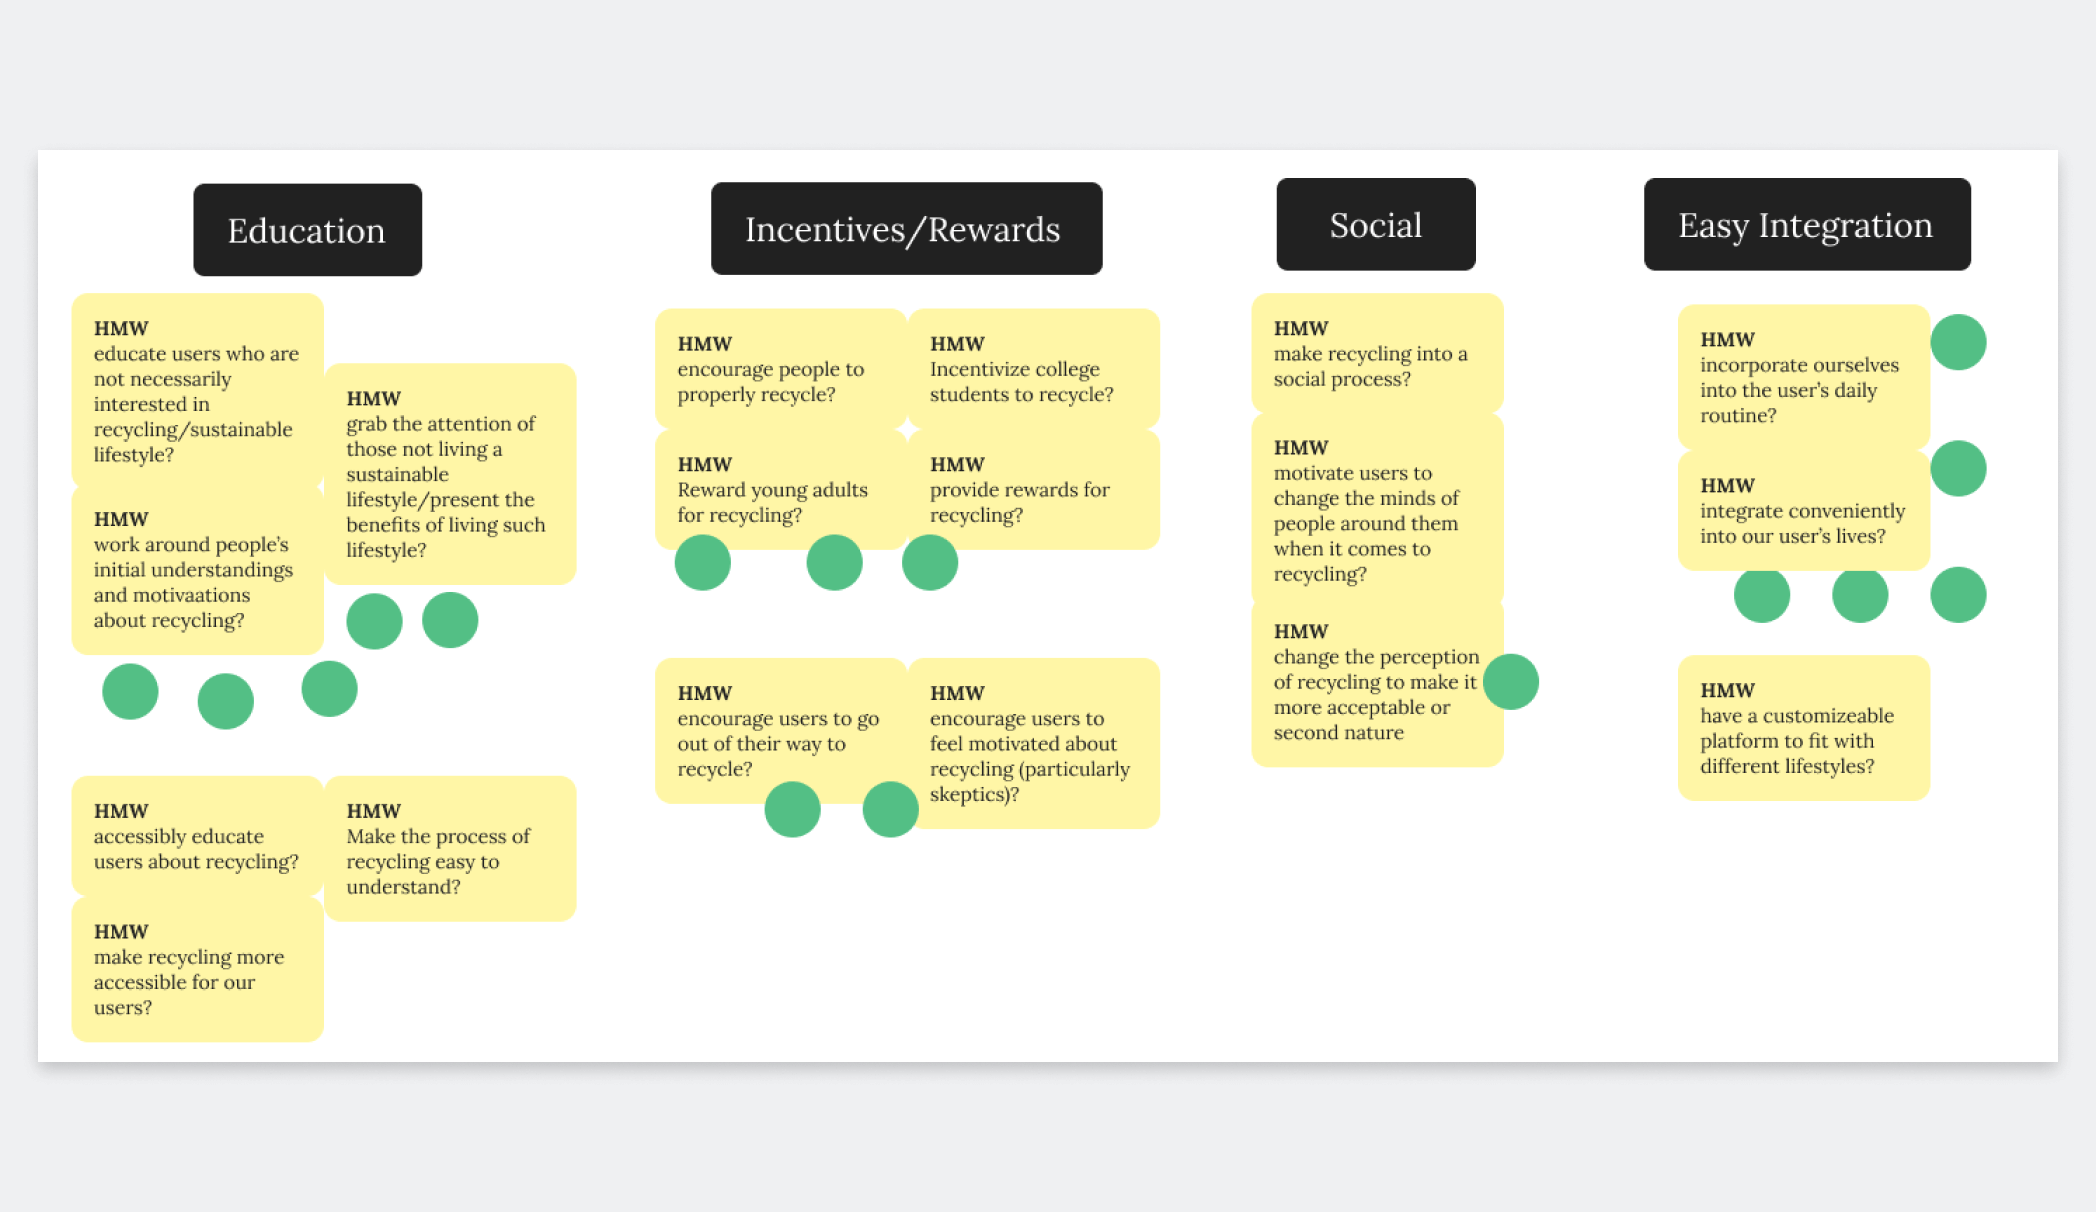 Education
HMW
educate users who are
not necessarily
interested in
recycling/sustainable
lifestyle?
HMW
work around people's
initial understandings
and motivaations
about recycling?
HMW
grab the attention of
those not living a
sustainable
lifestyle/present the
benefits of living such
lifestyle?
HMW
accessibly educate
users about recycling?
HMW
make recycling more
accessible for our
users?
HMW
Make the process of
recycling easy to
understand?
Incentives/Rewards
HMW
encourage people to
properly recycle?
HMW
Incentivize college
students to recycle?
HMW
Reward young adults
for recycling?
HMW
provide rewards for
recycling?
HMW
encourage users to go
out of their way to
recycle?
HMW
encourage users to
feel motivated about
recycling (particularly
skeptics)?
Social
HMW
make recycling into a
social process?
HMW
motivate users to
change the minds of
people around them
when it comes to
recycling?
HMW
change the perception
of recycling to make it
more acceptable or
second nature
Easy Integration
HMW
incorporate ourselves
into the user's daily
routine?
HMW
integrate conveniently
into our user's lives?
HMW
have a customizeable
platform to fit with
different lifestyles?